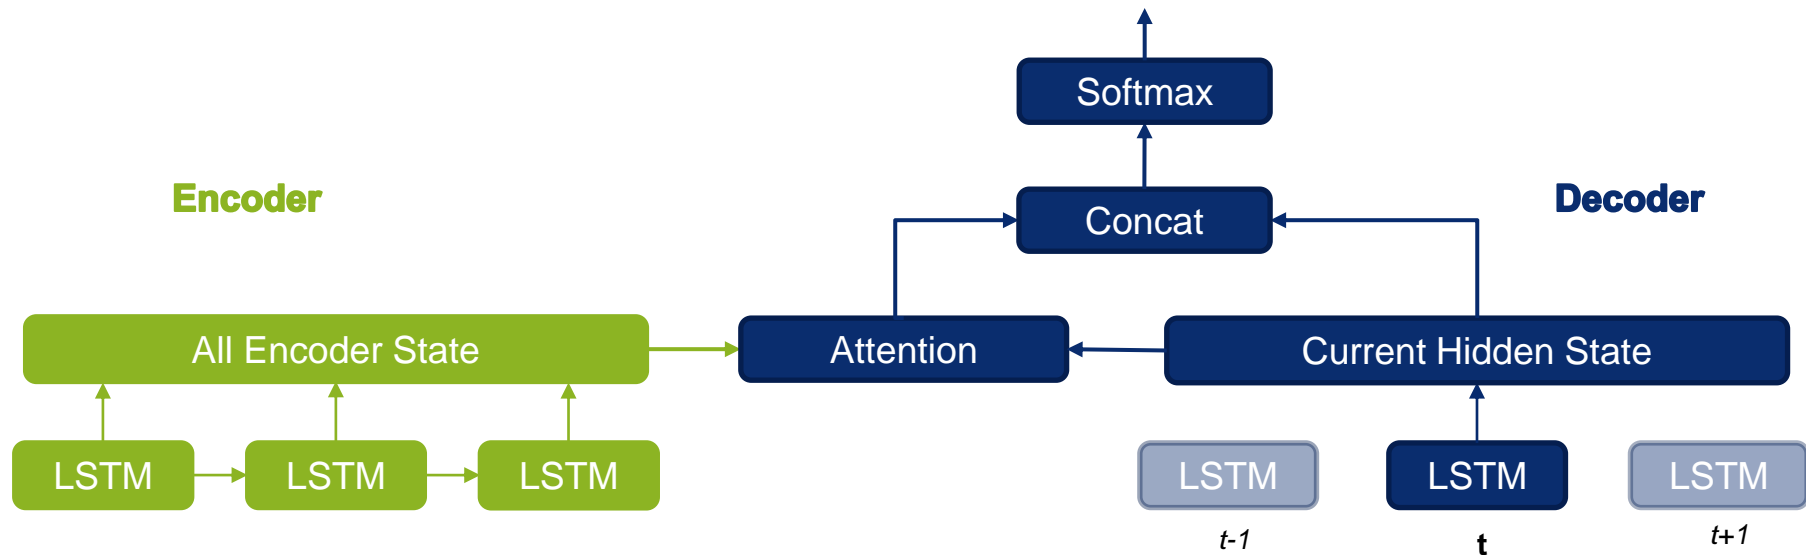 Softmax
Encoder
Concat
Decoder
All Encoder State
Attention
Current Hidden State
LSTM
LSTM
LSTM
LSTM
LSTM
LSTM
t-1
t
t+1